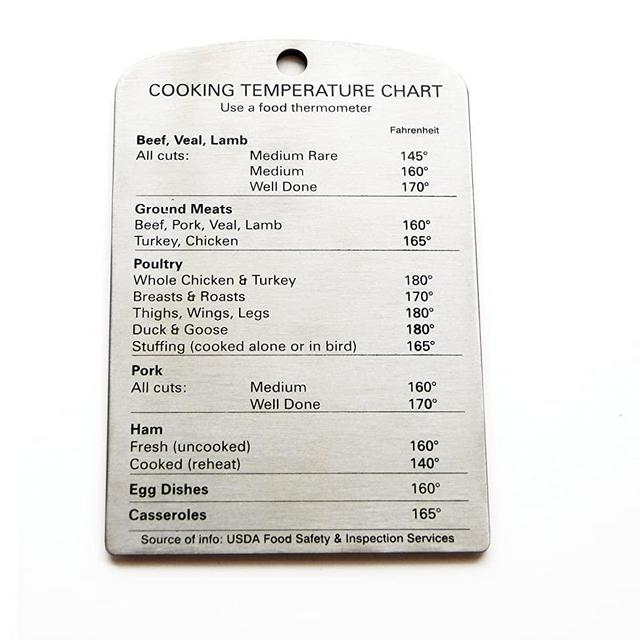 COOKING TEMPERATURE CHART
Use a food thermometer
Fahrenheit
Beef, Veal, Lamb
All cuts: Medium Rare 145°
Medium 160°
Well Done 170°
Ground Meats
Beef, Pork, Veal, Lamb 160°
Turkey, Chicken 165°
Poultry
Whole Chicken & Turkey 180°
Breasts & Roasts 170°
Thighs, Wings, Legs 180°
Duck & Goose 180°
Stuffing (cooked alone or in bird) 165°
Pork
All cuts: Medium 160°
Well Done 170°
Ham
Fresh (uncooked) 160°
Cooked (reheat) 140°
Egg Dishes 160°
Casseroles 165°
Source of info: USDA Food Safety & Inspection Services